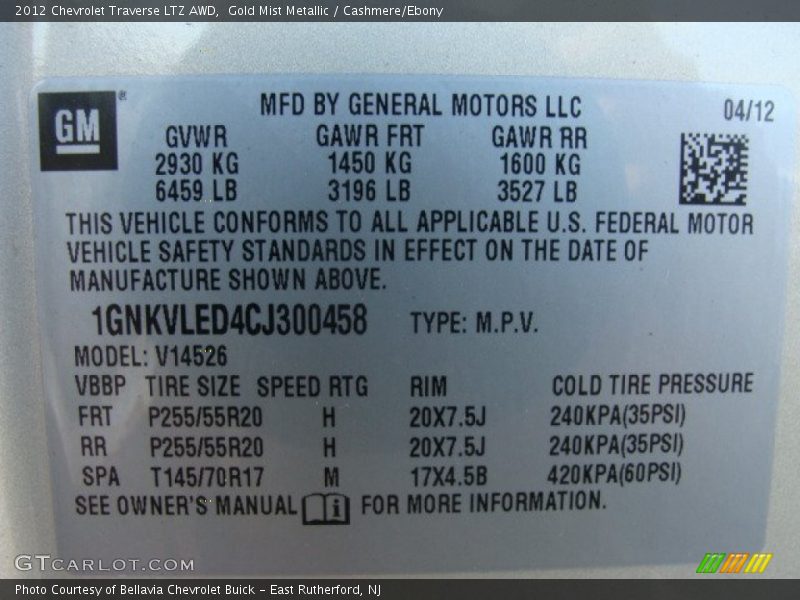 2012 Chevrolet Traverse LTZ AWD,  Gold Mist Metallic / Cashmere/Ebony
GM ®
MFD BY GENERAL MOTORS LLC 04/12
GVWR GAWR FRT GAWR RR
2930 KG 1450 KG 1600 KG
6459 LB 3196 LB 3527 LB
THIS VEHICLE CONFORMS TO ALL APPLICABLE U.S. FEDERAL MOTOR
VEHICLE SAFETY STANDARDS IN EFFECT ON THE DATE OF
MANUFACTURE SHOWN ABOVE.
1GNKVLED4CJ300458 TYPE: M.P.V.
MODEL: V14526
VBBP TIRE SIZE SPEED RTG RIM COLD TIRE PRESSURE
FRT P255/55R20 H 20X7.5J 240KPA(35PSI)
RR P255/55R20 H 20X7.5J 240KPA(35PSI)
SPA T145/70R17 M 17X4.5B 420KPA(60PSI)
SEE OWNER'S MANUAL i FOR MORE INFORMATION.
GTCARLOT.COM
Photo Courtesy of Bellavia Chevrolet Buick – East Rutherford, NJ